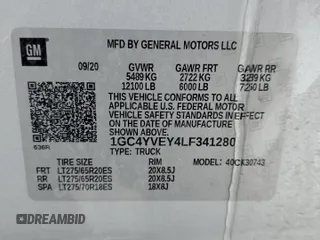 GM
MFD BY GENERAL MOTORS LLC
09/20 GVWR GAWR FRT GAWR RR
5489 KG 2722 KG 3289 KG
12100 LB 6000 LB 7250 LB
THIS VEHICLE CONFORMS TO ALL APPLICABLE U.S. FEDERAL MOTOR
VEHICLE SAFETY STANDARDS IN EFFECT ON THE DATE OF
MANUFACTURE SHOWN ABOVE.
1GC4YVEY4LF341280
TYPE: TRUCK MODEL: 40CK30743
TIRE SIZE RIM
FRT LT275/65R20ES 20X8.5J
RR LT275/65R20ES 20X8.5J
SPA LT275/70R18ES 18X8J